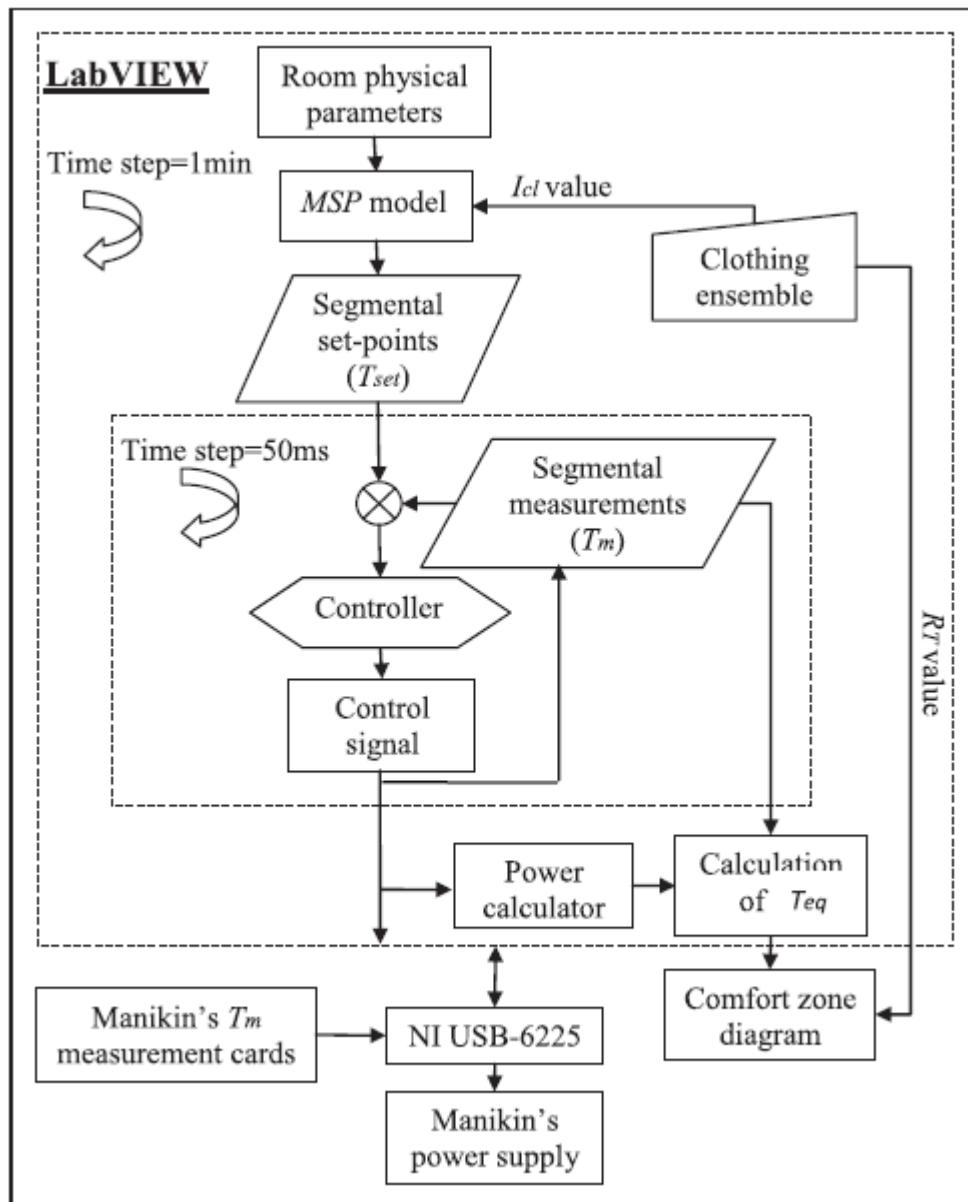 LabVIEW
Room physical
parameters
Time step=1min
MSP model
Icl value
Clothing
ensemble
Segmental
set-points
(Tset)
Time step=50ms
Segmental
measurements
(Tm)
Controller
Control
signal
RT value
Power
calculator
Calculation
of Teq
Manikin's Tm
measurement cards
NI USB-6225
Comfort zone
diagram
Manikin's
power supply